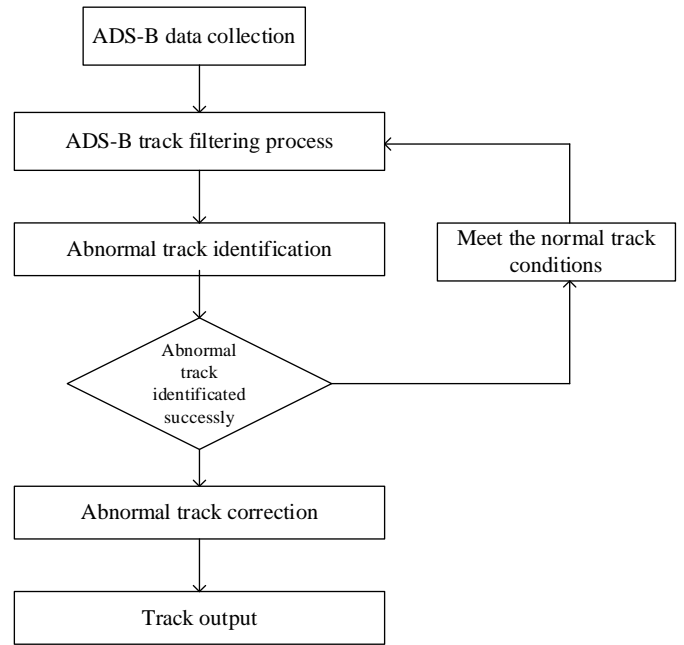 ADS-B data collection
ADS-B track filtering process
Abnormal track identification
Meet the normal track
conditions
Abnormal
track
identificated
successly
Abnormal track correction
Track output